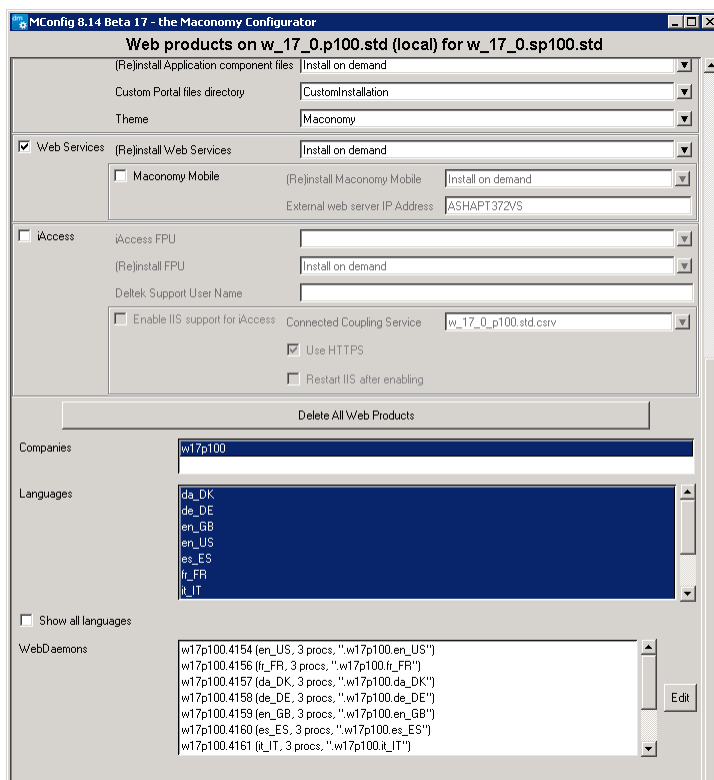 MConfig 8.14 Beta 17 - the Maconomy Configurator
Web products on w_17_0.p100.std (local) for w_17_0.sp100.std
(Re)install Application component files Install on demand
Custom Portal files directory CustomInstallation
Theme Maconomy
Web Services (Re)install Web Services Install on demand
Maconomy Mobile (Re)install Maconomy Mobile Install on demand
External web server IP Address ASHAPT372VS
iAccess iAccess FPU
(Re)install FPU Install on demand
Deltek Support User Name
Enable IIS support for iAccess Connected Coupling Service w_17_0_p100.std.csrv
Use HTTPS
Restart IIS after enabling
Delete All Web Products
Companies w17p100
Languages da_DK
de_DE
en_GB
en_US
es_ES
fr_FR
it_IT
Show all languages
WebDaemons w17p100.4154 (en_US, 3 procs, ".w17p100.en_US")
w17p100.4156 (fr_FR, 3 procs, ".w17p100.fr_FR")
w17p100.4157 (da_DK, 3 procs, ".w17p100.da_DK")
w17p100.4158 (de_DE, 3 procs, ".w17p100.de_DE")
w17p100.4159 (en_GB, 3 procs, ".w17p100.en_GB")
w17p100.4160 (es_ES, 3 procs, ".w17p100.es_ES")
w17p100.4161 (it_IT, 3 procs, ".w17p100.it_IT")
Edit